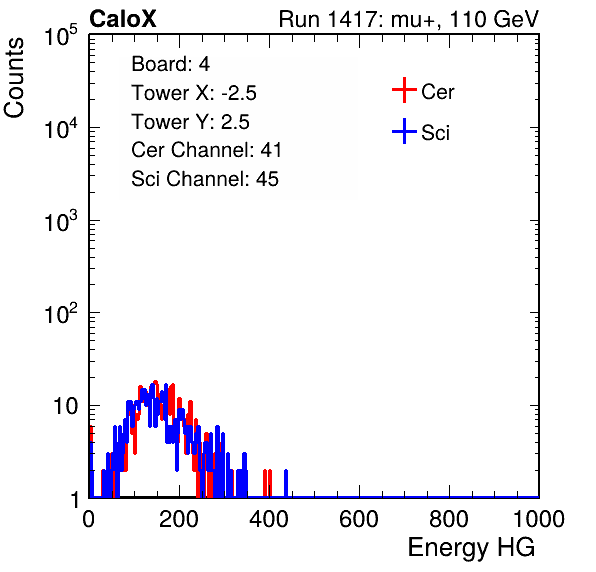 CaloX Run 1417: mu+, 110 GeV
Counts
10^5
10^4
10^3
10^2
10
1
Board: 4
Tower X: -2.5
Tower Y: 2.5
Cer Channel: 41
Sci Channel: 45
Cer
Sci
0 200 400 600 800 1000
Energy HG